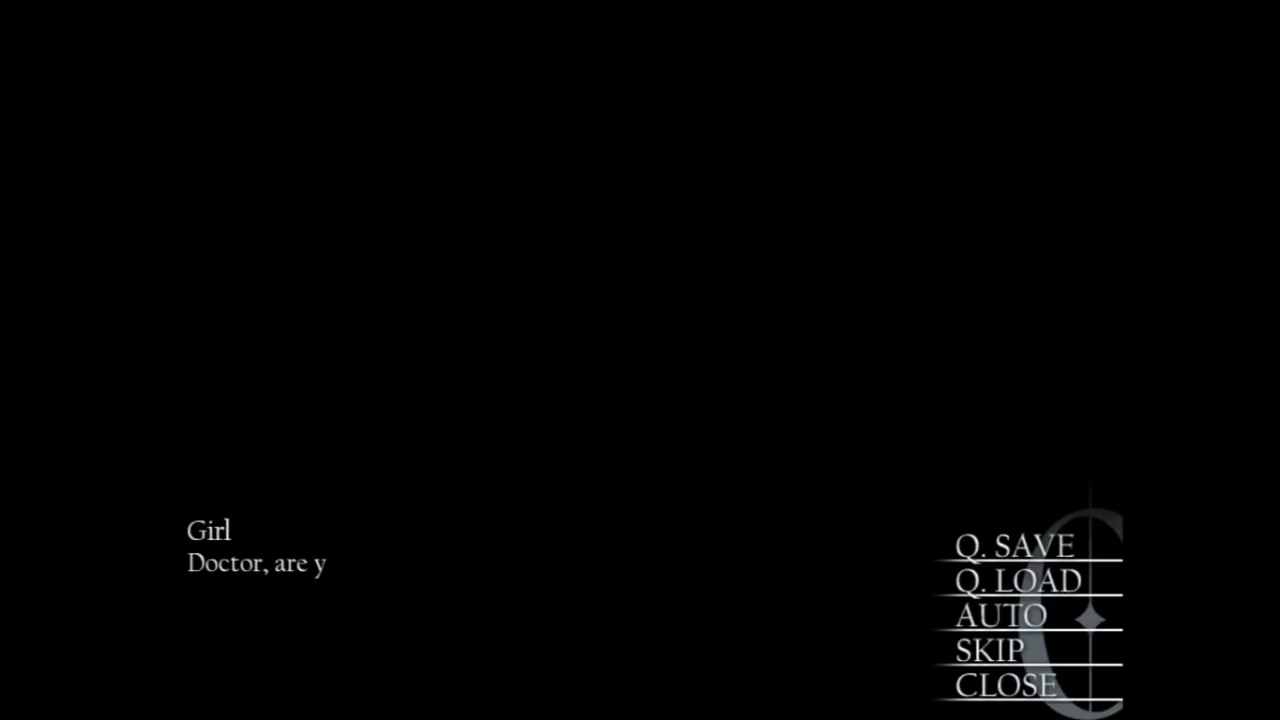 Girl
Doctor, are y
Q. SAVE
Q. LOAD
AUTO
SKIP
CLOSE